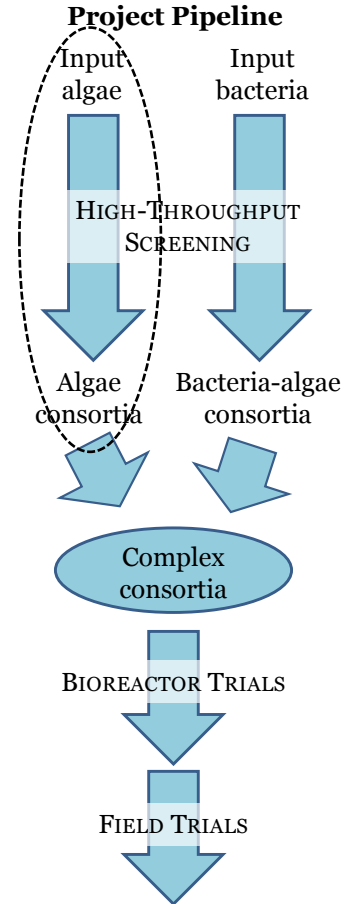 Project Pipeline
Input
algae
Input
bacteria
HIGH-THROUGHPUT
SCREENING
Algae
consortia
Bacteria-algae
consortia
Complex
consortia
BIOREACTOR TRIALS
FIELD TRIALS